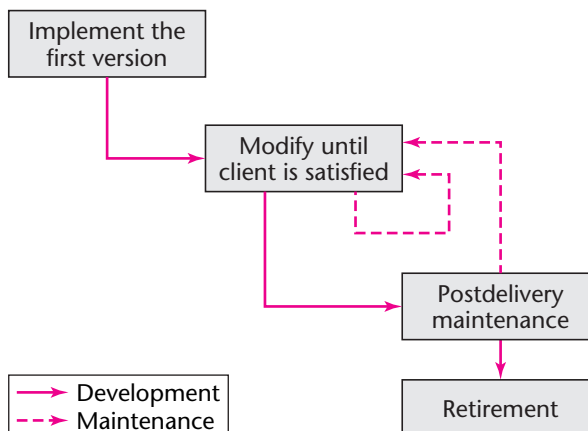 Implement the
first version
Modify until
client is satisfied
Postdelivery
maintenance
Development
Maintenance
Retirement